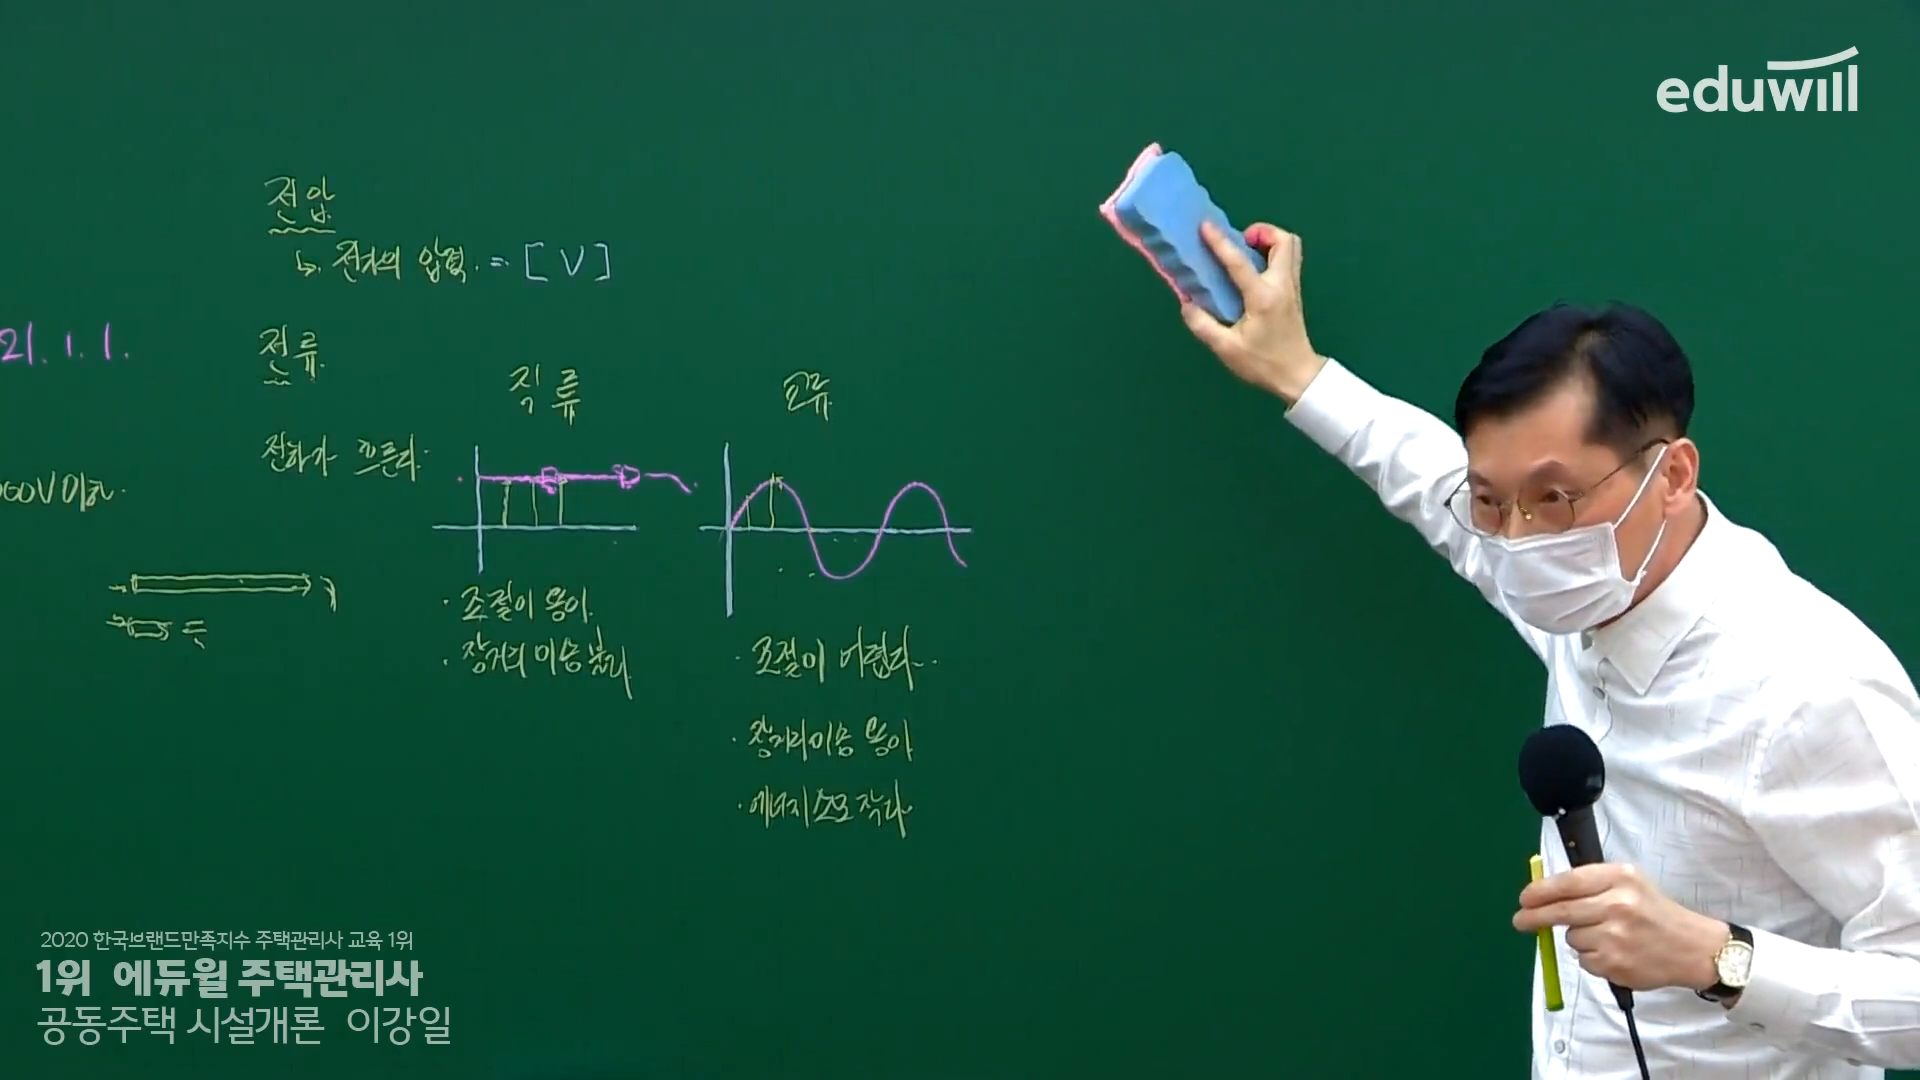 eduwill
전압
↳ 전자의 압력. = [V]
21. 1. 1.
전류.
직류
교류
전하가 흐른다.
000V 이하.
· 조절이 용이.
· 장거리 이송 불리
· 조절이 어렵다.
· 장거리 이송 용이
· 에너지 소모 작다
2020 한국브랜드만족지수 주택관리사 교육 1위
1위 에듀윌 주택관리사
공동주택 시설개론 이강일